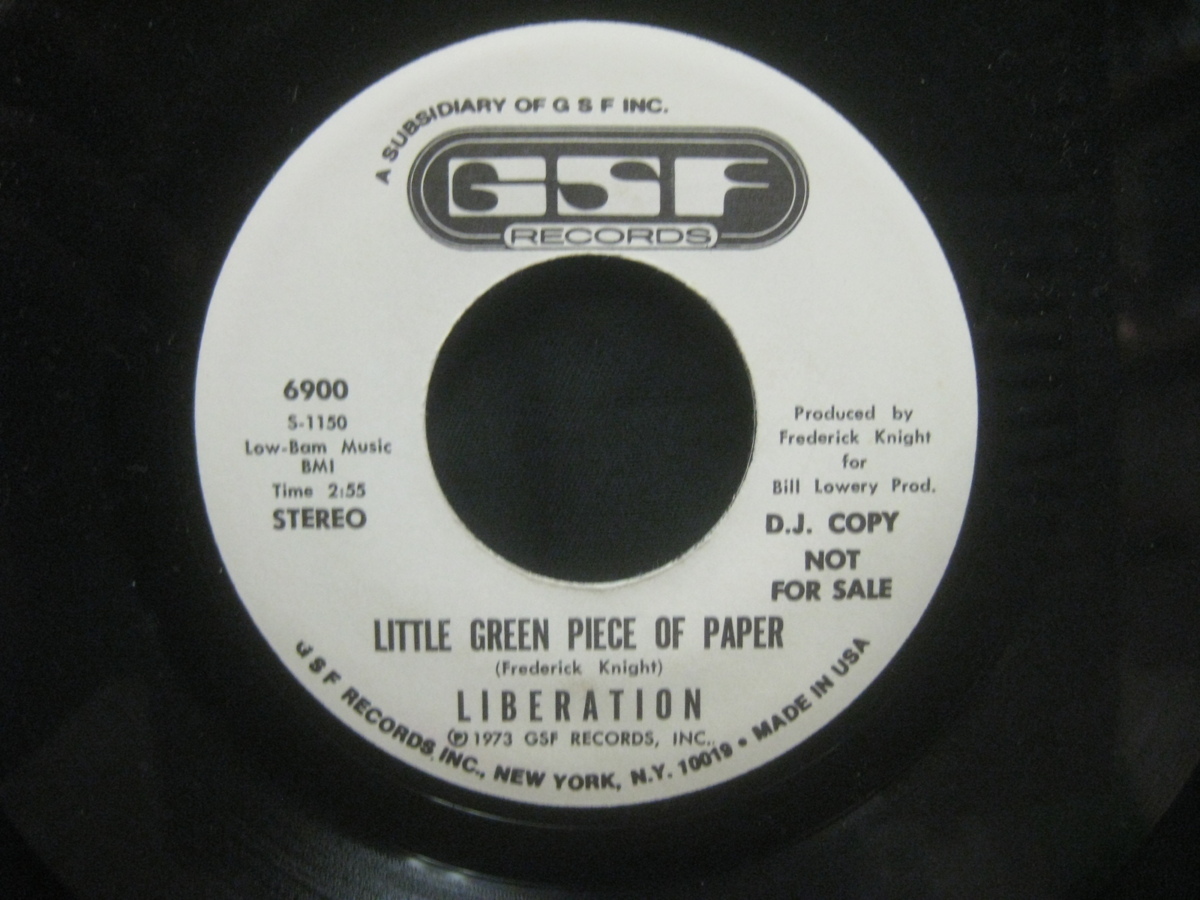 A SUBSIDIARY OF G S F INC.
GSF
RECORDS
6900
S-1150
Low-Bam Music
BMI
Time 2:55
STEREO
Produced by
Frederick Knight
for
Bill Lowery Prod.
D.J. COPY
NOT
FOR SALE
LITTLE GREEN PIECE OF PAPER
(Frederick Knight)
LIBERATION
℗ 1973 GSF RECORDS, INC.
G S F RECORDS INC., NEW YORK, N.Y. 10019 • MADE IN USA